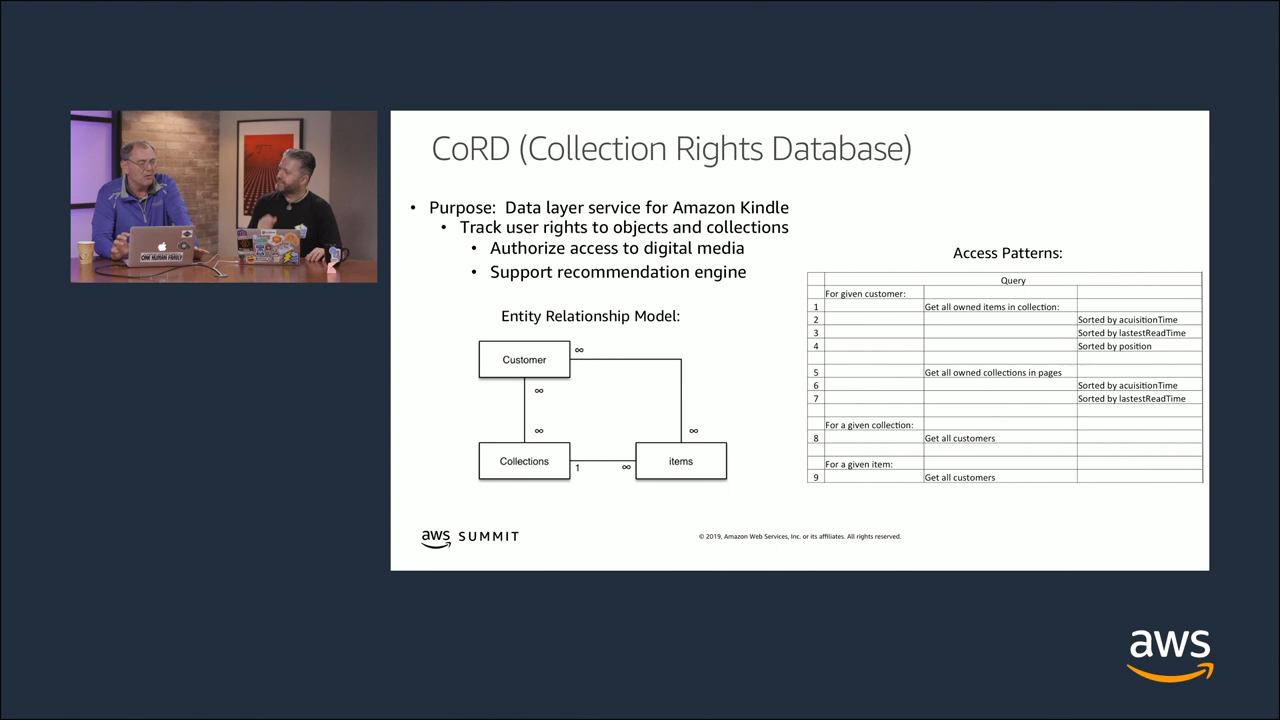 CoRD (Collection Rights Database)
• Purpose: Data layer service for Amazon Kindle
• Track user rights to objects and collections
• Authorize access to digital media
• Support recommendation engine
Entity Relationship Model:
Customer
∞
∞
∞
∞
Collections
1
∞
items
Access Patterns:
Query
For given customer:
1 Get all owned items in collection:
2 Sorted by acuisitionTime
3 Sorted by lastestReadTime
4 Sorted by position
5 Get all owned collections in pages
6 Sorted by acuisitionTime
7 Sorted by lastestReadTime
For a given collection:
8 Get all customers
For a given item:
9 Get all customers
aws SUMMIT
© 2019, Amazon Web Services, Inc. or its affiliates. All rights reserved.
ONE HUMAN FAMILY
aws